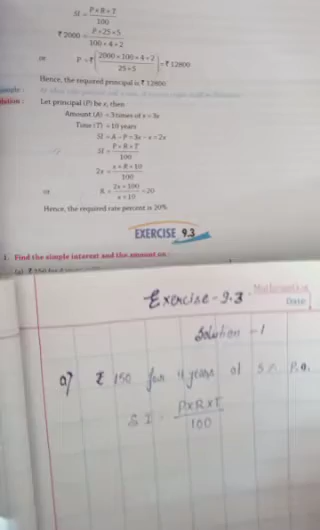 SI = P×R×T / 100
₹ 2000 = P×25×5 / 100×4×2
or P = ₹ (2000×100×4×2 / 25×5) = ₹ 12800
Hence, the required principal is ₹ 12800
Let principal (P) be x, then
Amount (A) = 3 times of x = 3x
Time (T) = 10 years
SI = A - P = 3x - x = 2x
SI = P×R×T / 100
2x = x×R×10 / 100
or R = 2x×100 / x×10 = 20
Hence, the required rate percent is 20%
EXERCISE 9.3
1. Find the simple interest and the amount on
Mathematics
Exercise - 9.3
Date
Solution - 1
a) ₹ 150 for 4 years at 5% P.a.
S I = P×R×T / 100